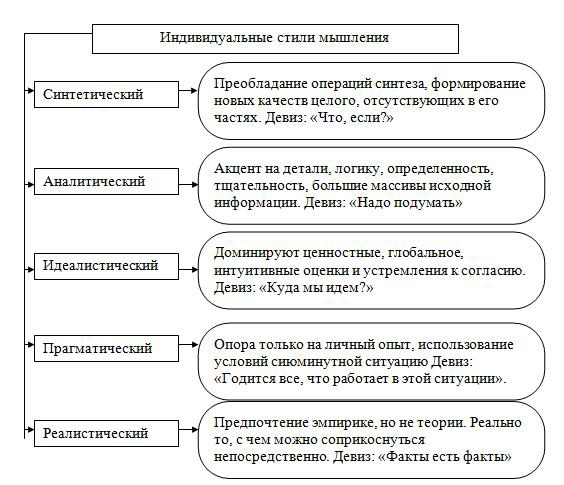 Индивидуальные стили мышления
Синтетический
Преобладание операций синтеза, формирование
новых качеств целого, отсутствующих в его
частях. Девиз: «Что, если?»
Аналитический
Акцент на детали, логику, определенность,
тщательность, большие массивы исходной
информации. Девиз: «Надо подумать»
Идеалистический
Доминируют ценностные, глобальное,
интуитивные оценки и устремления к согласию.
Девиз: «Куда мы идем?»
Прагматический
Опора только на личный опыт, использование
условий сиюминутной ситуацию Девиз:
«Годится все, что работает в этой ситуации».
Реалистический
Предпочтение эмпирике, но не теории. Реально
то, с чем можно соприкоснуться
непосредственно. Девиз: «Факты есть факты»